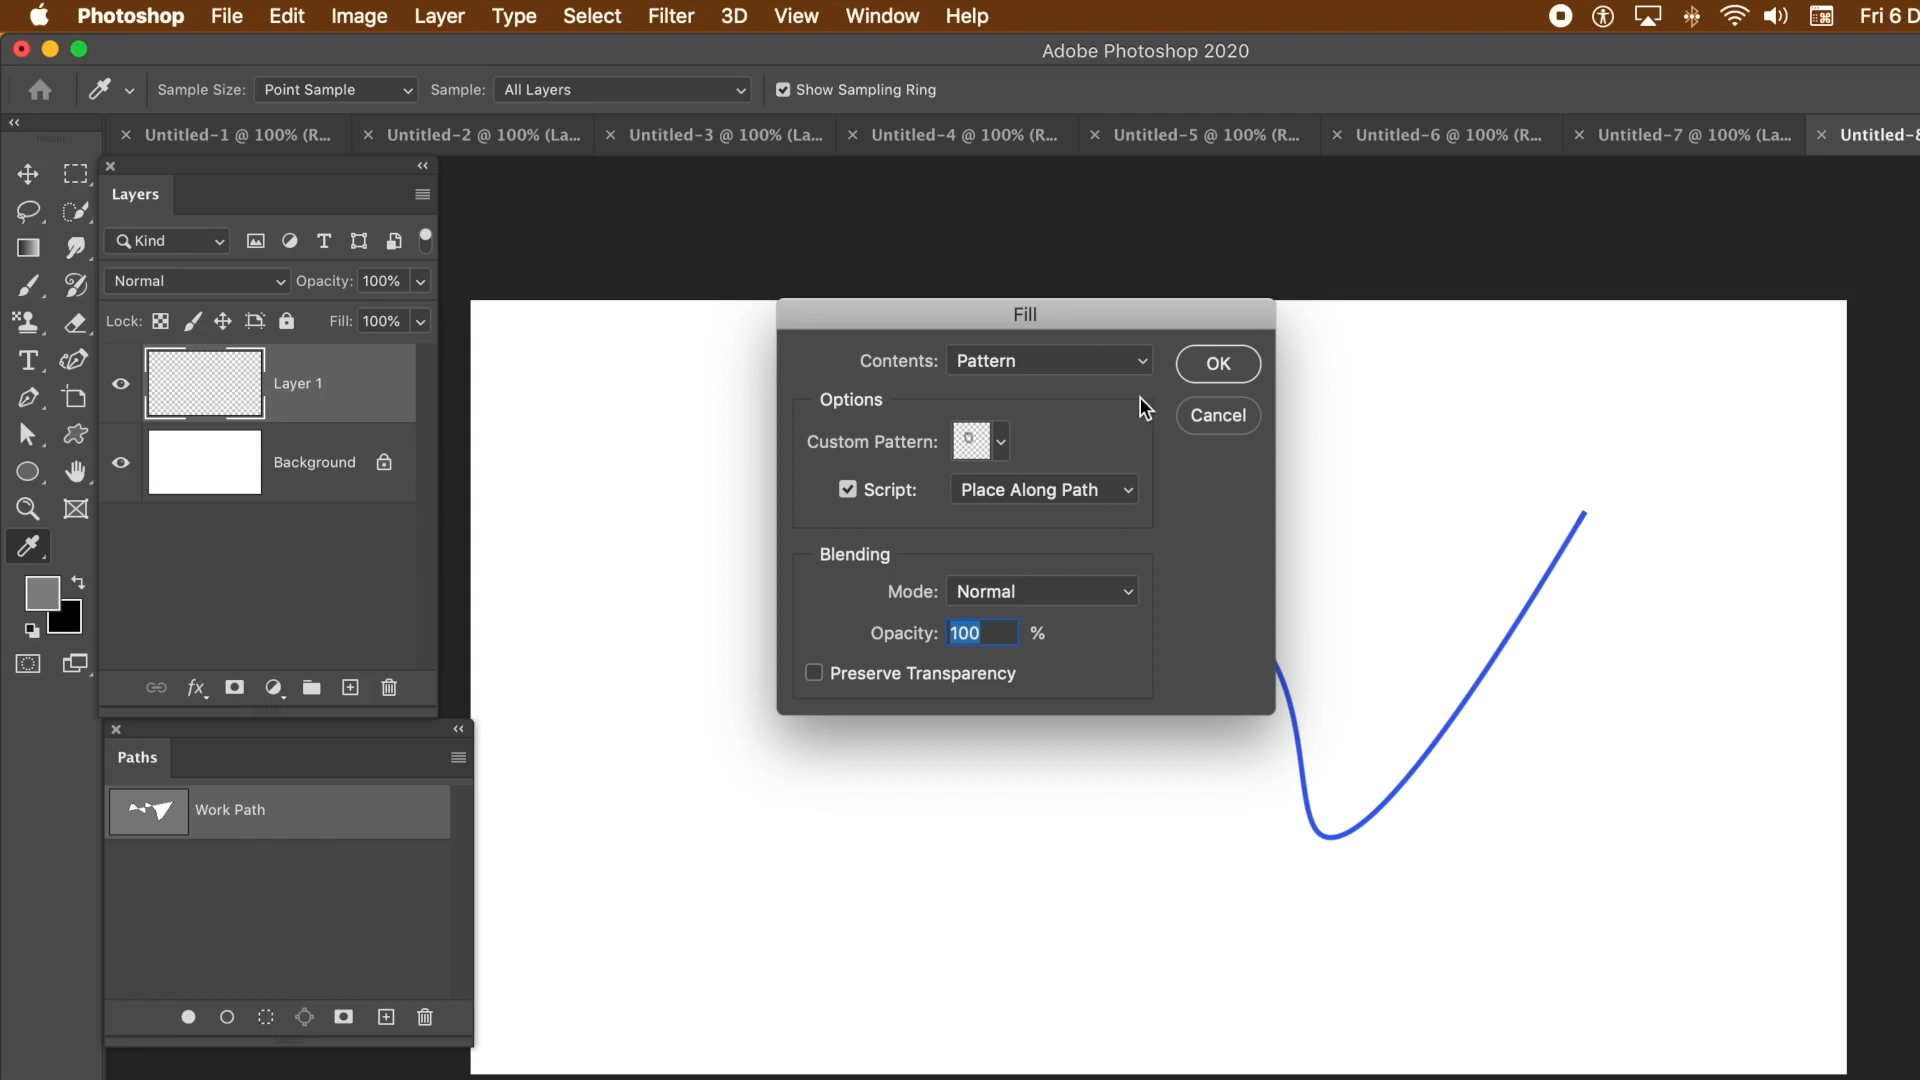 Photoshop File Edit Image Layer Type Select Filter 3D View Window Help Fri 6 D
Adobe Photoshop 2020
Sample Size: Point Sample Sample: All Layers Show Sampling Ring
Untitled-1 @ 100% (R... Untitled-2 @ 100% (La... Untitled-3 @ 100% (La... Untitled-4 @ 100% (R... Untitled-5 @ 100% (R... Untitled-6 @ 100% (R... Untitled-7 @ 100% (La... Untitled-8
Layers
Kind
Normal Opacity: 100%
Lock: Fill: 100%
Layer 1
Background
fx
Paths
Work Path
Fill
Contents: Pattern
OK
Options
Cancel
Custom Pattern:
Script: Place Along Path
Blending
Mode: Normal
Opacity: 100 %
Preserve Transparency